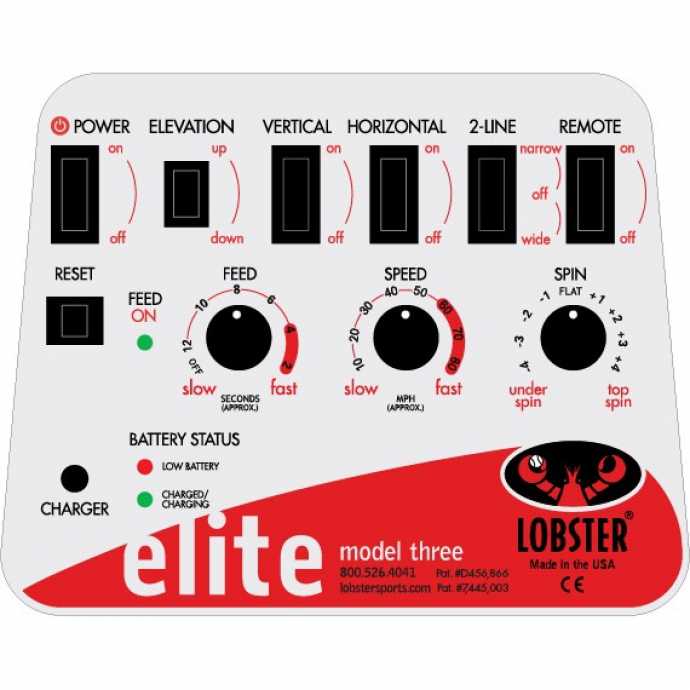 POWER ELEVATION VERTICAL HORIZONTAL 2-LINE REMOTE
on up on on narrow on
off
off down off off wide off
RESET FEED SPEED SPIN
FEED
ON
OFF 12 10 8 6 4 2
slow fast
SECONDS
(APPROX.)
10 20 30 40 50 60 70 80
slow fast
MPH
(APPROX.)
-4 -3 -2 -1 FLAT +1 +2 +3 +4
under
spin
top
spin
BATTERY STATUS
LOW BATTERY
CHARGED/
CHARGING
CHARGER
elite model three
800.526.4041 Pat. #D456,866
lobstersports.com Pat. #7,445,003
LOBSTER®
Made in the USA
CE